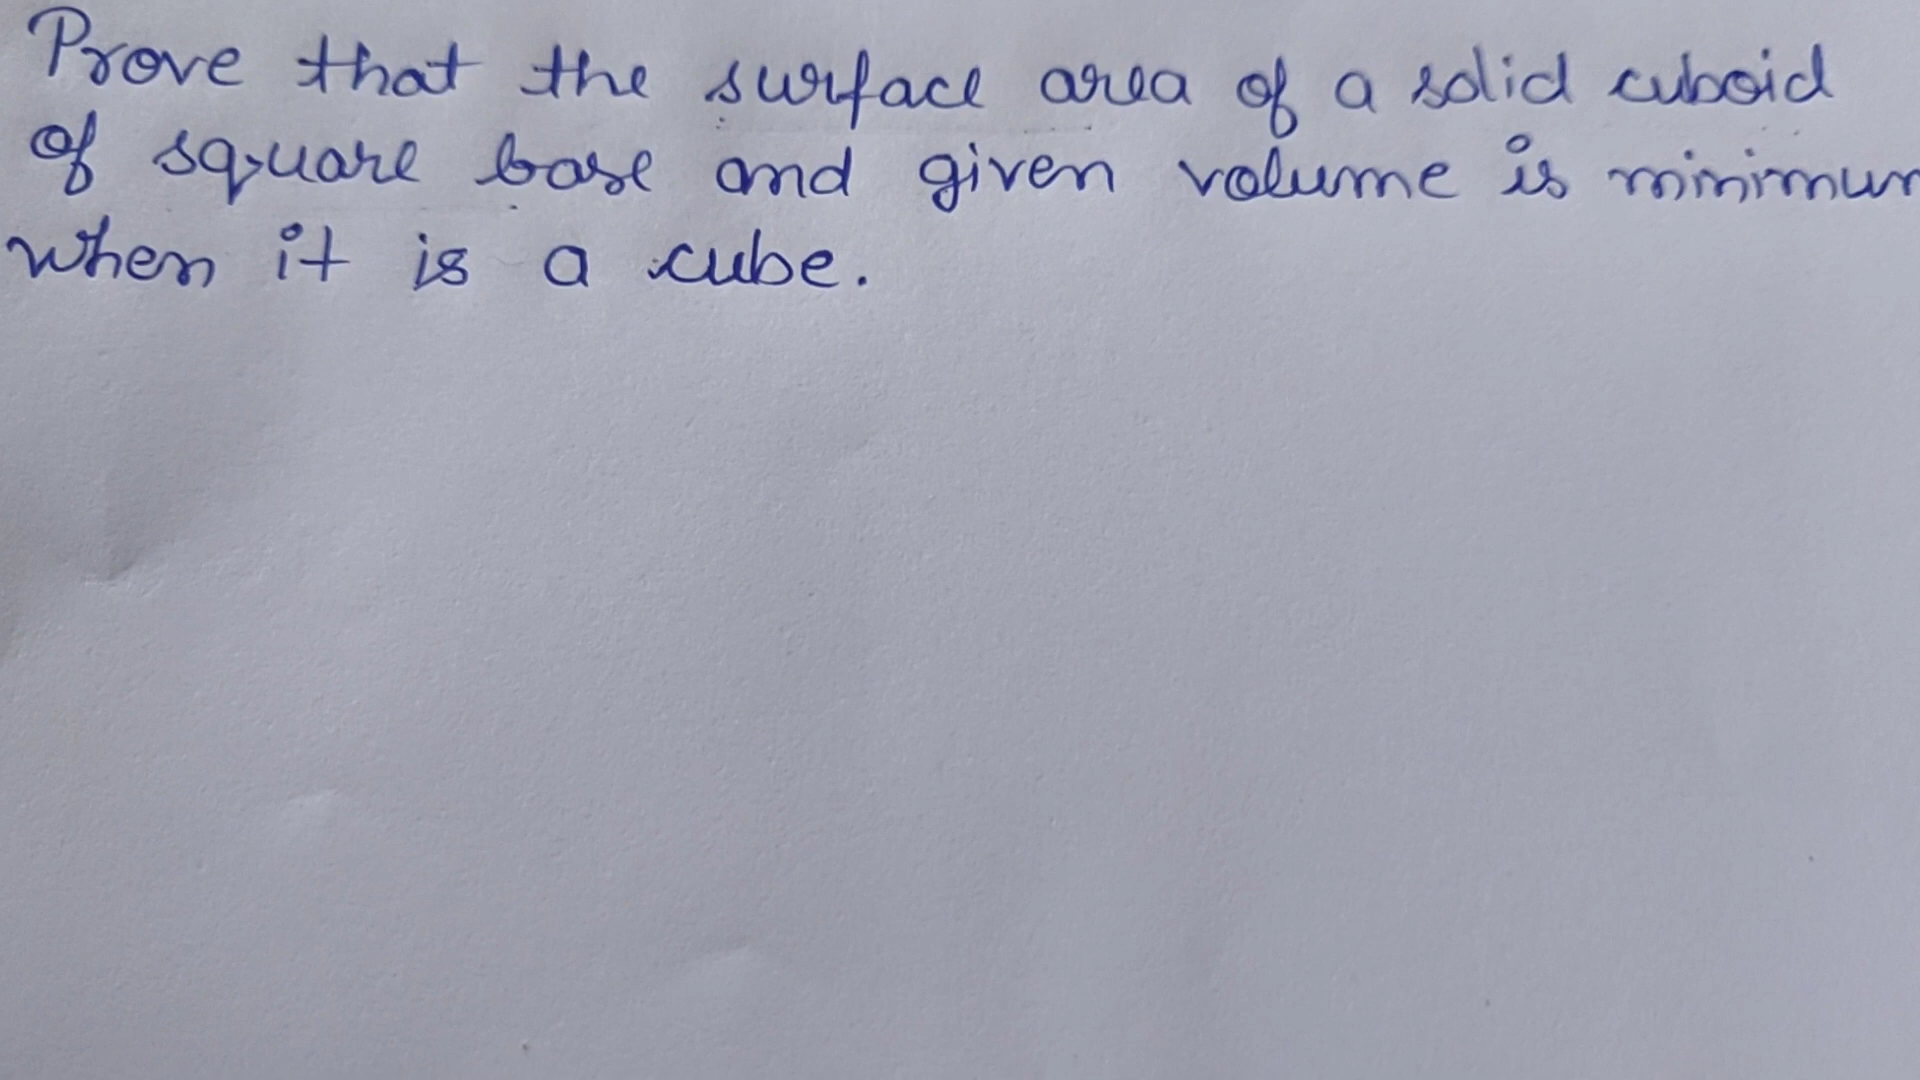 Prove that the surface area of a solid cuboid
of square base and given volume is minimum
when it is a cube.